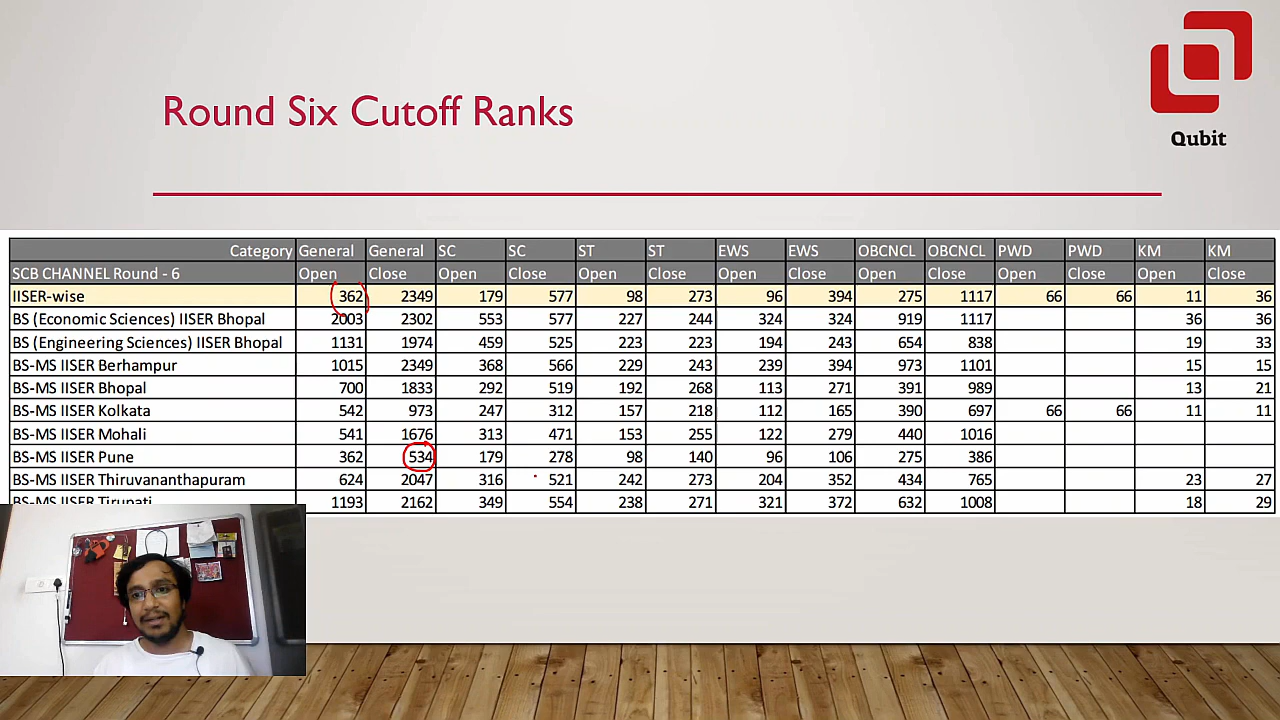 Qubit
Round Six Cutoff Ranks
Category General General SC SC ST ST EWS EWS OBCNCL OBCNCL PWD PWD KM KM
SCB CHANNEL Round - 6 Open Close Open Close Open Close Open Close Open Close Open Close Open Close
IISER-wise 362 2349 179 577 98 273 96 394 275 1117 66 66 11 36
BS (Economic Sciences) IISER Bhopal 2003 2302 553 577 227 244 324 324 919 1117 36 36
BS (Engineering Sciences) IISER Bhopal 1131 1974 459 525 223 223 194 243 654 838 19 33
BS-MS IISER Berhampur 1015 2349 368 566 229 243 239 394 973 1101 15 15
BS-MS IISER Bhopal 700 1833 292 519 192 268 113 271 391 989 13 21
BS-MS IISER Kolkata 542 973 247 312 157 218 112 165 390 697 66 66 11 11
BS-MS IISER Mohali 541 1676 313 471 153 255 122 279 440 1016
BS-MS IISER Pune 362 534 179 278 98 140 96 106 275 386
BS-MS IISER Thiruvananthapuram 624 2047 316 521 242 273 204 352 434 765 23 27
BS-MS IISER Tirupati 1193 2162 349 554 238 271 321 372 632 1008 18 29